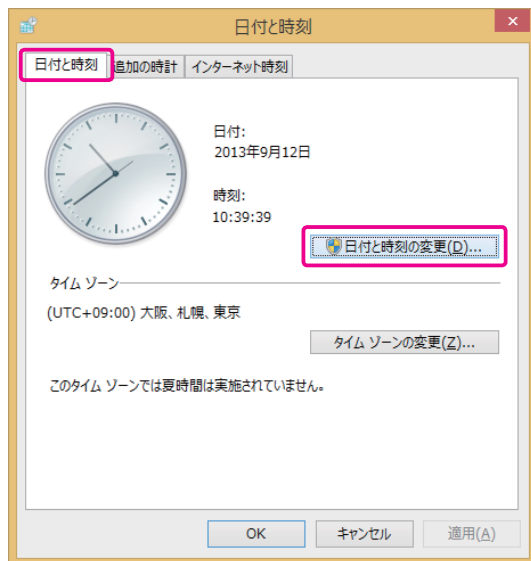 日付と時刻
日付と時刻 追加の時計 インターネット時刻
日付:
2013年9月12日
時刻:
10:39:39
日付と時刻の変更(D)...
タイム ゾーン
(UTC+09:00) 大阪、札幌、東京
タイム ゾーンの変更(Z)...
このタイム ゾーンでは夏時間は実施されていません。
OK キャンセル 適用(A)